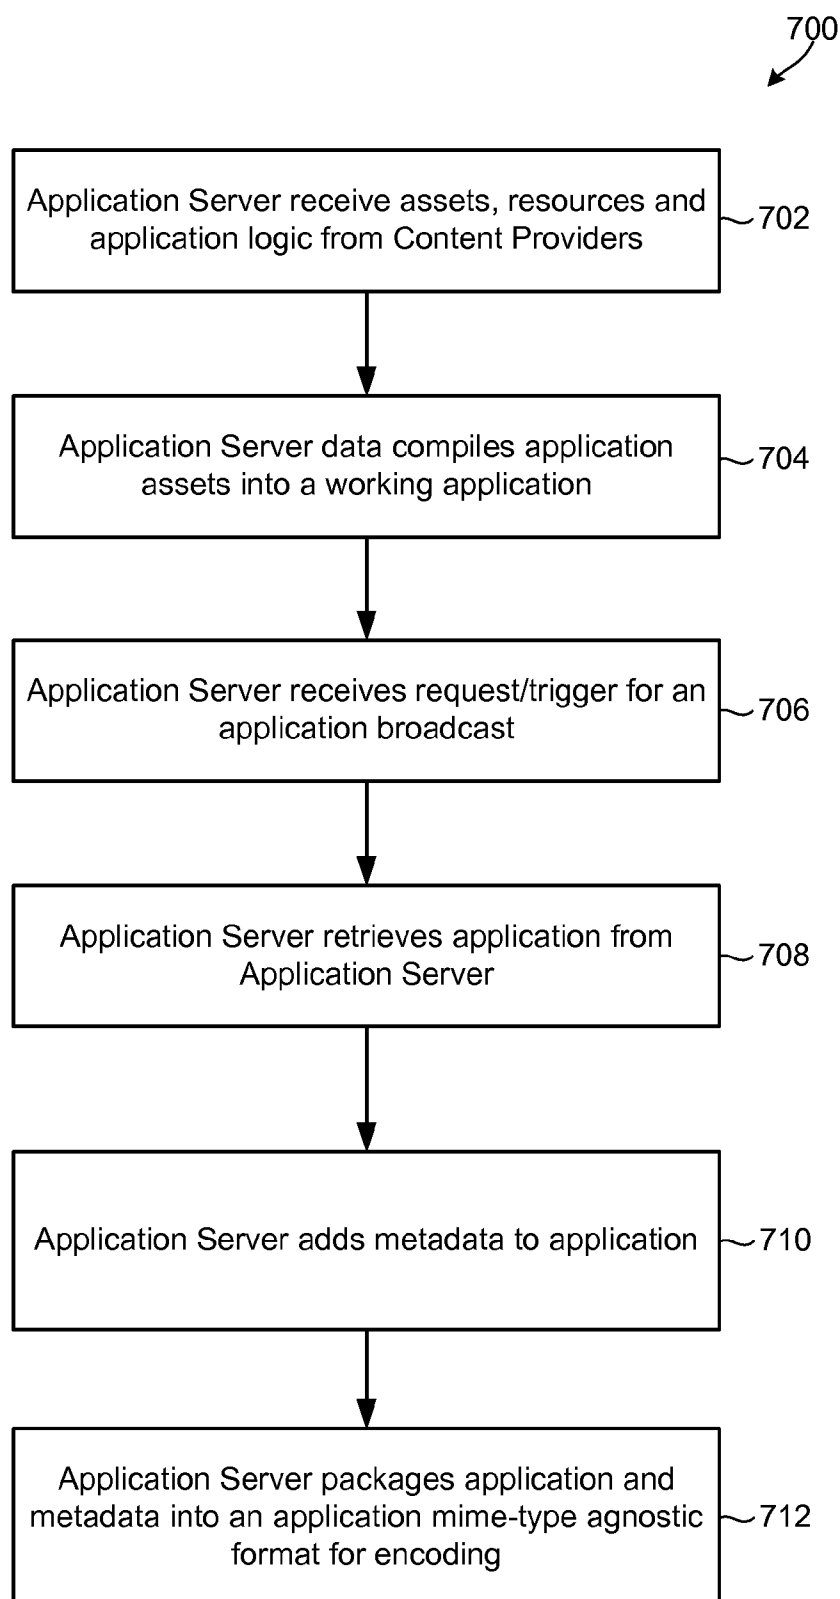 700
Application Server receive assets, resources and
application logic from Content Providers
702
Application Server data compiles application
assets into a working application
704
Application Server receives request/trigger for an
application broadcast
706
Application Server retrieves application from
Application Server
708
Application Server adds metadata to application
710
Application Server packages application and
metadata into an application mime-type agnostic
format for encoding
712